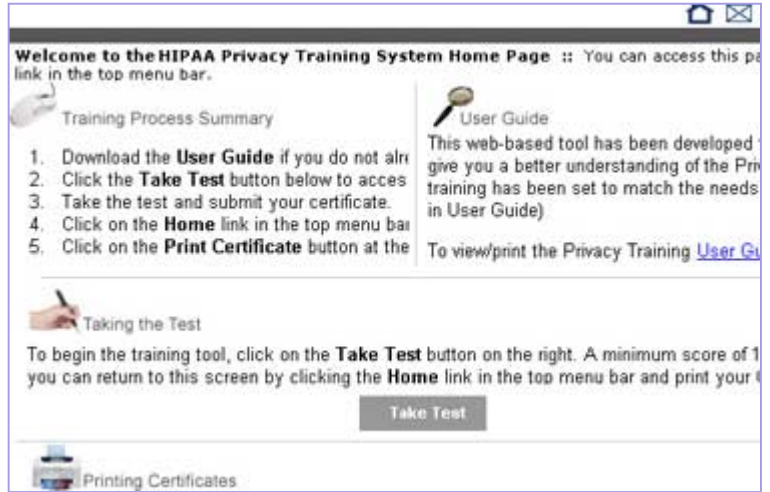 Welcome to the HIPAA Privacy Training System Home Page :: You can access this pa
link in the top menu bar.
Training Process Summary
1. Download the User Guide if you do not alre
2. Click the Take Test button below to acces
3. Take the test and submit your certificate.
4. Click on the Home link in the top menu bar
5. Click on the Print Certificate button at the
User Guide
This web-based tool has been developed
give you a better understanding of the Priv
training has been set to match the needs
in User Guide)
To view/print the Privacy Training User Gu
Taking the Test
To begin the training tool, click on the Take Test button on the right. A minimum score of 1
you can return to this screen by clicking the Home link in the top menu bar and print your
Take Test
Printing Certificates